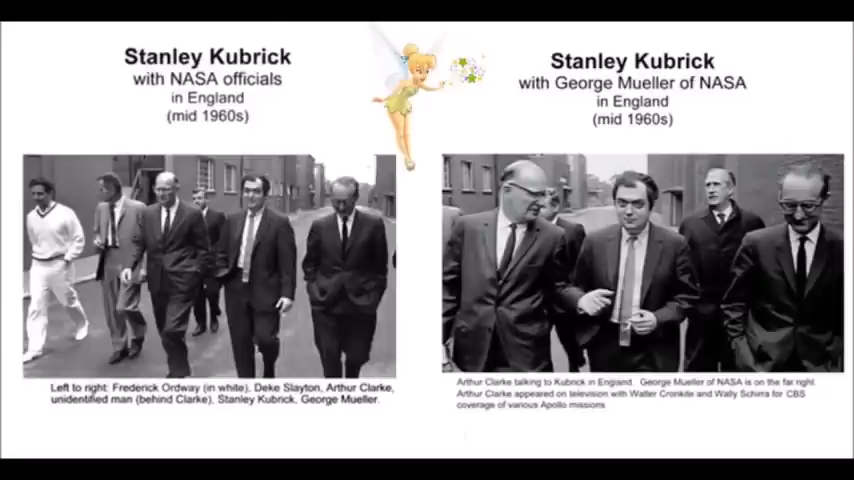 Stanley Kubrick
with NASA officials
in England
(mid 1960s)
Left to right: Frederick Ordway (in white), Deke Slayton, Arthur Clarke,
unidentified man (behind Clarke), Stanley Kubrick, George Mueller.
Stanley Kubrick
with George Mueller of NASA
in England
(mid 1960s)
Arthur Clarke talking to Kubrick in England. George Mueller of NASA is on the far right.
Arthur Clarke appeared on television with Walter Cronkite and Wally Schirra for CBS
coverage of various Apollo missions